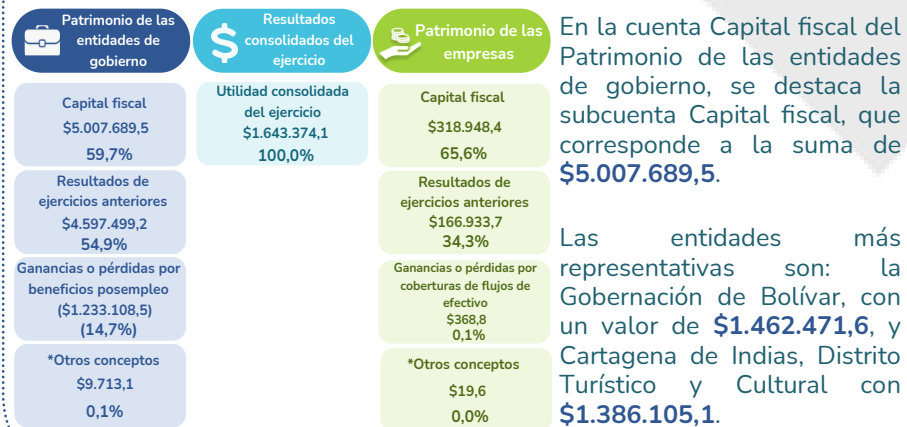 Patrimonio de las
entidades de
gobierno
Capital fiscal
$5.007.689,5
59,7%
Resultados de
ejercicios anteriores
$4.597.499,2
54,9%
Ganancias o pérdidas por
beneficios posempleo
($1.233.108,5)
(14,7%)
*Otros conceptos
$9.713,1
0,1%
Resultados
consolidados del
ejercicio
Utilidad consolidada
del ejercicio
$1.643.374,1
100,0%
Patrimonio de las
empresas
Capital fiscal
$318.948,4
65,6%
Resultados de
ejercicios anteriores
$166.933,7
34,3%
Ganancias o pérdidas por
coberturas de flujos de
efectivo
$368,8
0,1%
*Otros conceptos
$19,6
0,0%
En la cuenta Capital fiscal del
Patrimonio de las entidades
de gobierno, se destaca la
subcuenta Capital fiscal, que
corresponde a la suma de
$5.007.689,5.
Las entidades más
representativas son: la
Gobernación de Bolívar, con
un valor de $1.462.471,6, y
Cartagena de Indias, Distrito
Turístico y Cultural con
$1.386.105,1.